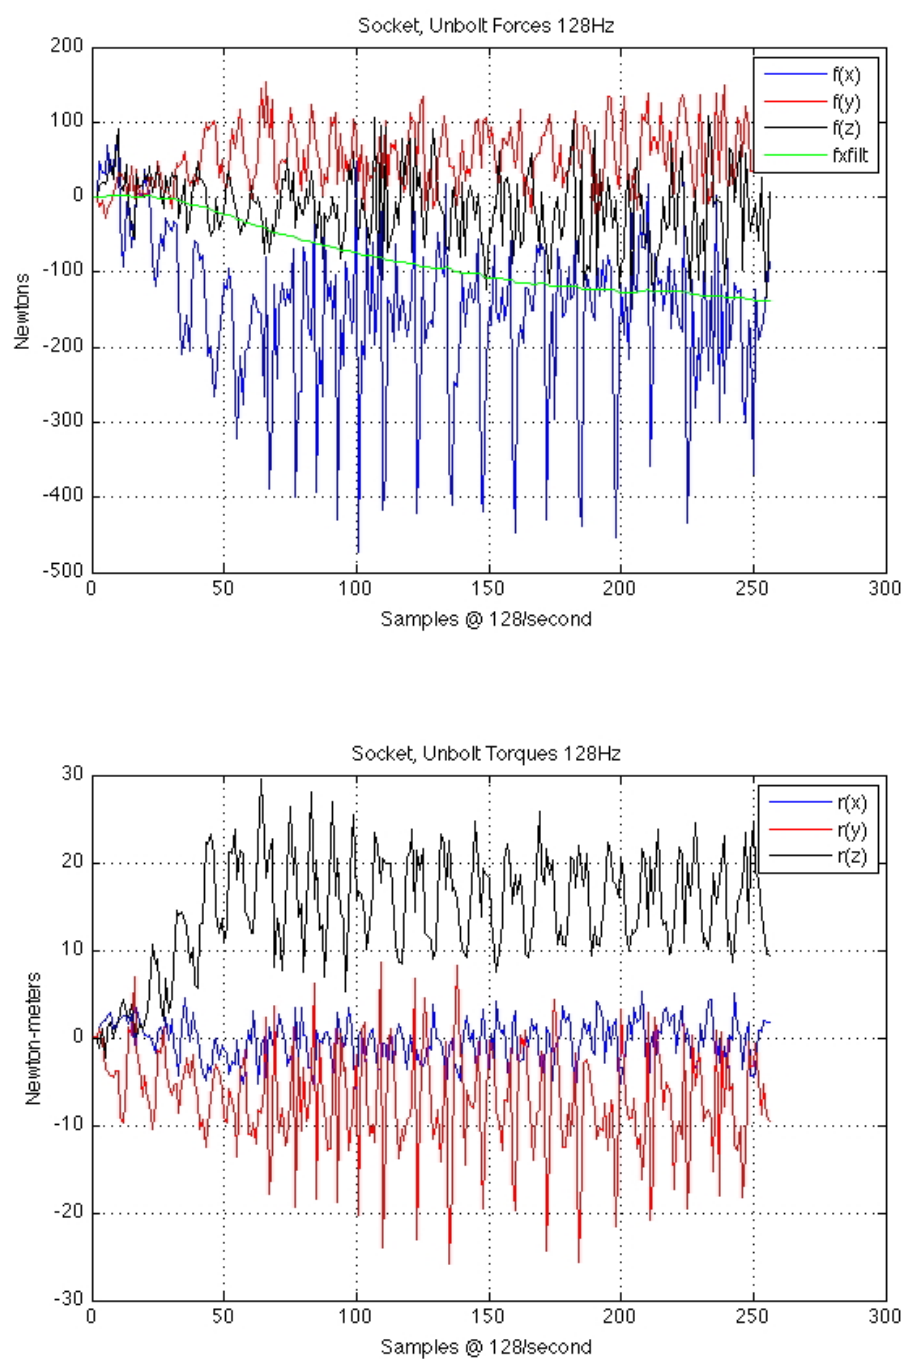 Socket, Unbolt Forces 128Hz
200
100
0
-100
-200
-300
-400
-500
Newtons
f(x)
f(y)
f(z)
fxfilt
0 50 100 150 200 250 300
Samples @ 128/second
Socket, Unbolt Torques 128Hz
30
20
10
0
-10
-20
-30
Newton-meters
r(x)
r(y)
r(z)
0 50 100 150 200 250 300
Samples @ 128/second